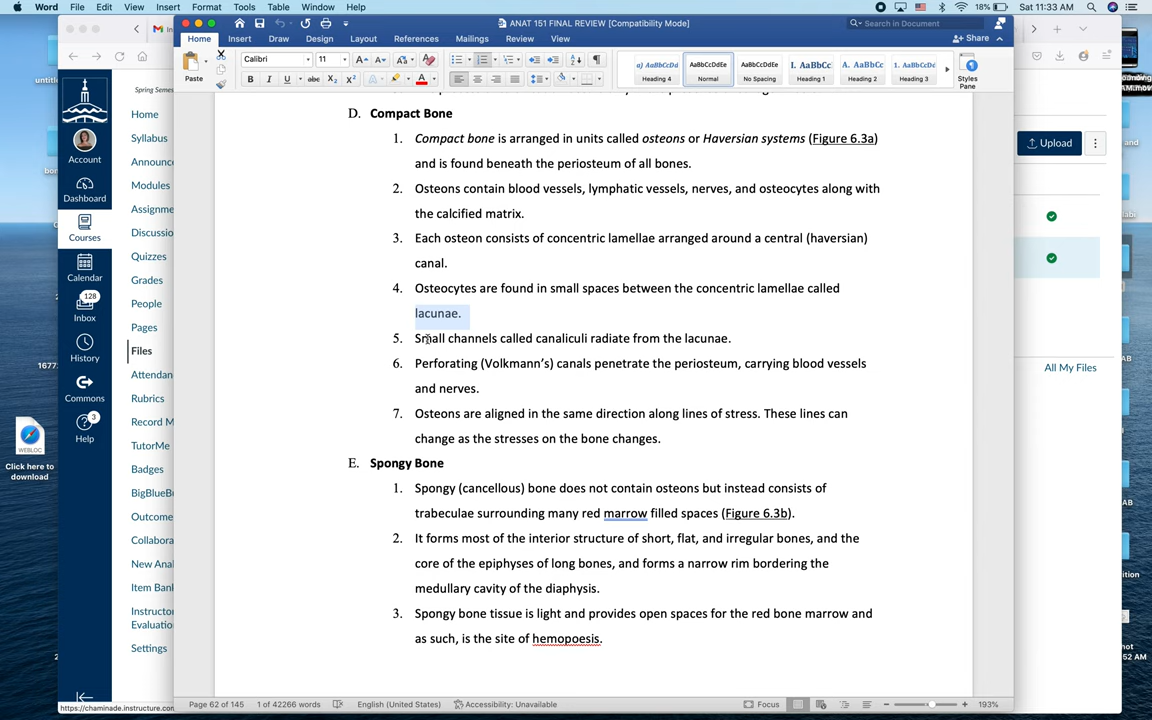 Word File Edit View Insert Format Tools Table Window Help
18% Sat 11:33 AM
ANAT 151 FINAL REVIEW [Compatibility Mode]
Search in Document
Home Insert Draw Design Layout References Mailings Review View
Share
Paste
Calibri 11
Heading 4 Normal No Spacing Heading 1 Heading 2 Heading 3
Styles Pane
Spring Semes
Home
Syllabus
Announc
Modules
Assignme
Discussio
Quizzes
Grades
People
Pages
Files
Attendan
Rubrics
Record M
TutorMe
Badges
BigBlueB
Outcome
Collabora
New Anal
Item Bank
Instructo
Evaluatio
Settings
Account
Dashboard
Courses
Calendar
128
Inbox
History
Commons
3
Help
WEBLOC
Click here to
download
Upload
All My Files
D. Compact Bone
1. Compact bone is arranged in units called osteons or Haversian systems (Figure 6.3a)
and is found beneath the periosteum of all bones.
2. Osteons contain blood vessels, lymphatic vessels, nerves, and osteocytes along with
the calcified matrix.
3. Each osteon consists of concentric lamellae arranged around a central (haversian)
canal.
4. Osteocytes are found in small spaces between the concentric lamellae called
lacunae.
5. Small channels called canaliculi radiate from the lacunae.
6. Perforating (Volkmann’s) canals penetrate the periosteum, carrying blood vessels
and nerves.
7. Osteons are aligned in the same direction along lines of stress. These lines can
change as the stresses on the bone changes.
E. Spongy Bone
1. Spongy (cancellous) bone does not contain osteons but instead consists of
trabeculae surrounding many red marrow filled spaces (Figure 6.3b).
2. It forms most of the interior structure of short, flat, and irregular bones, and the
core of the epiphyses of long bones, and forms a narrow rim bordering the
medullary cavity of the diaphysis.
3. Spongy bone tissue is light and provides open spaces for the red bone marrow and
as such, is the site of hemopoesis.
https://chaminade.instructure.com
Page 62 of 145 1 of 42266 words English (United States) Accessibility: Unavailable Focus 193%